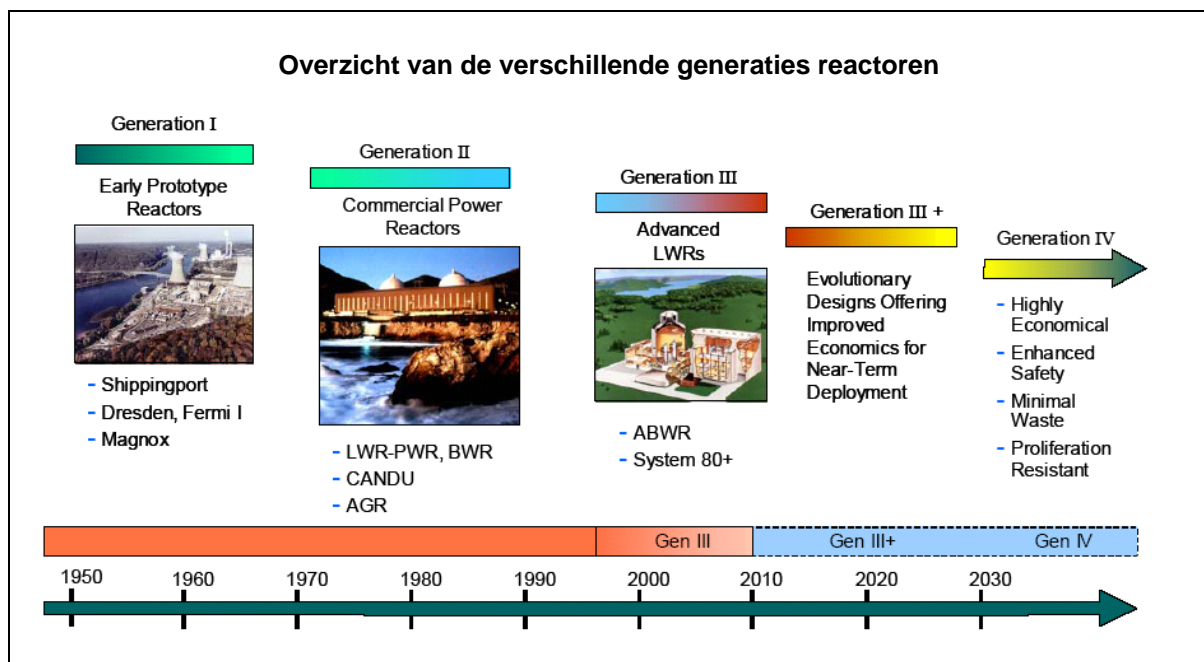 Overzicht van de verschillende generaties reactoren
Generation I
Early Prototype
Reactors
- Shippingport
- Dresden, Fermi I
- Magnox
Generation II
Commercial Power
Reactors
- LWR-PWR, BWR
- CANDU
- AGR
Generation III
Advanced
LWRs
- ABWR
- System 80+
Generation III +
Evolutionary
Designs Offering
Improved
Economics for
Near-Term
Deployment
Generation IV
- Highly
Economical
- Enhanced
Safety
- Minimal
Waste
- Proliferation
Resistant
Gen III
Gen III+
Gen IV
1950
1960
1970
1980
1990
2000
2010
2020
2030